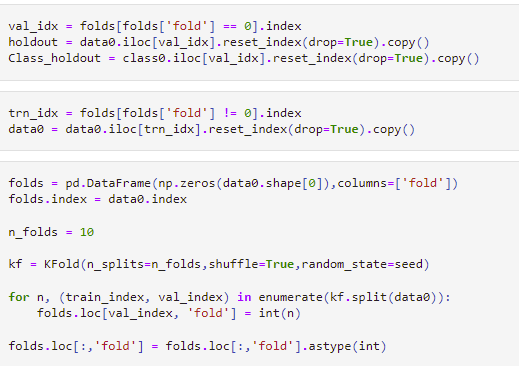 val_idx = folds[folds['fold'] == 0].index
holdout = data0.iloc[val_idx].reset_index(drop=True).copy()
Class_holdout = class0.iloc[val_idx].reset_index(drop=True).copy()
trn_idx = folds[folds['fold'] != 0].index
data0 = data0.iloc[trn_idx].reset_index(drop=True).copy()
folds = pd.DataFrame(np.zeros(data0.shape[0]),columns=['fold'])
folds.index = data0.index
n_folds = 10
kf = KFold(n_splits=n_folds,shuffle=True,random_state=seed)
for n, (train_index, val_index) in enumerate(kf.split(data0)):
    folds.loc[val_index, 'fold'] = int(n)
folds.loc[:,'fold'] = folds.loc[:,'fold'].astype(int)